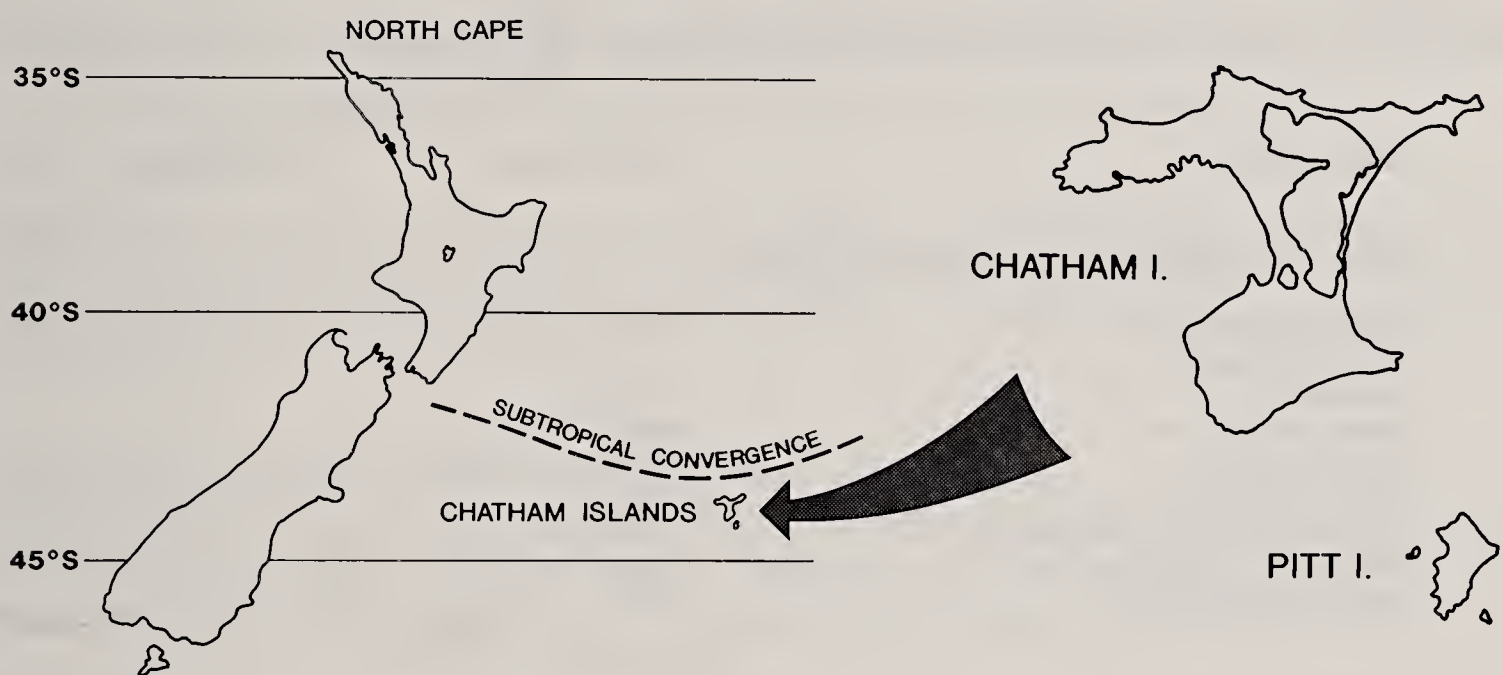 NORTH CAPE
35°S
CHATHAM I.
40°S
SUBTROPICAL CONVERGENCE
CHATHAM ISLANDS
45°S
PITT I.